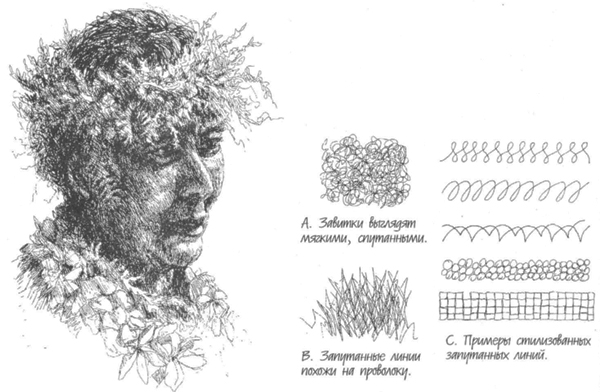 А. Завитки выглядят
мягкими, спутанными.
В. Запутанные линии
похожи на проволоку.
С. Примеры стилизованных
запутанных линий.